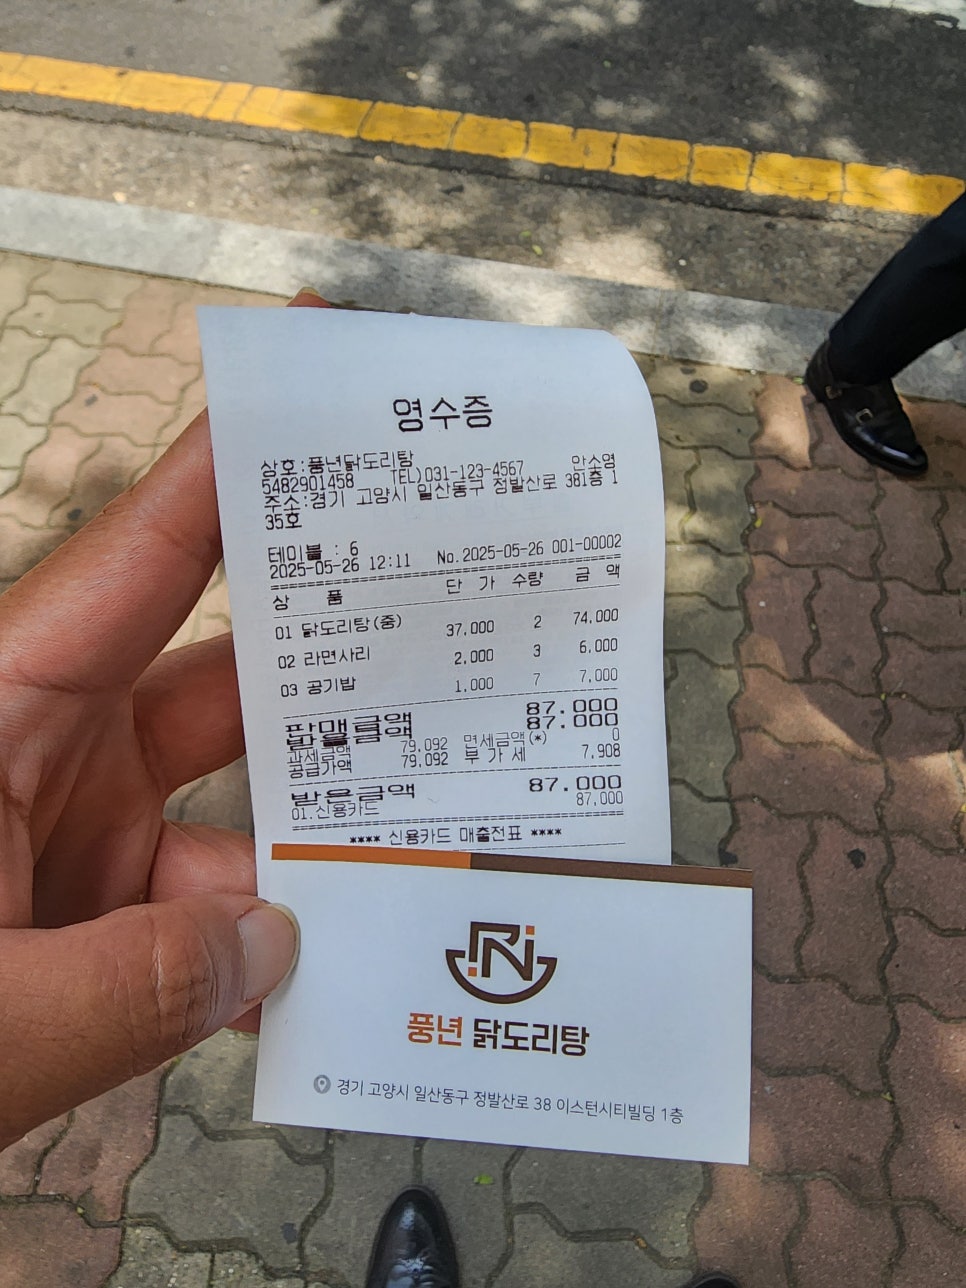 영수증
상호:풍년닭도리탕 안소영
5482901458 TEL)031-123-4567
주소:경기 고양시 일산동구 정발산로 381층 1
35호
테이블 : 6
2025-05-26 12:11 No.2025-05-26 001-00002
상 품 단 가 수량 금 액
01 닭도리탕(중) 37,000 2 74,000
02 라면사리 2,000 3 6,000
03 공기밥 1,000 7 7,000
87.000
판매금액 87.000
과세금액 79,092 면세금액(*) 0
공급가액 79,092 부 가 세 7,908
받은금액 87.000
01.신용카드 87,000
**** 신용카드 매출전표 ****
풍년 닭도리탕
경기 고양시 일산동구 정발산로 38 이스턴시티빌딩 1층